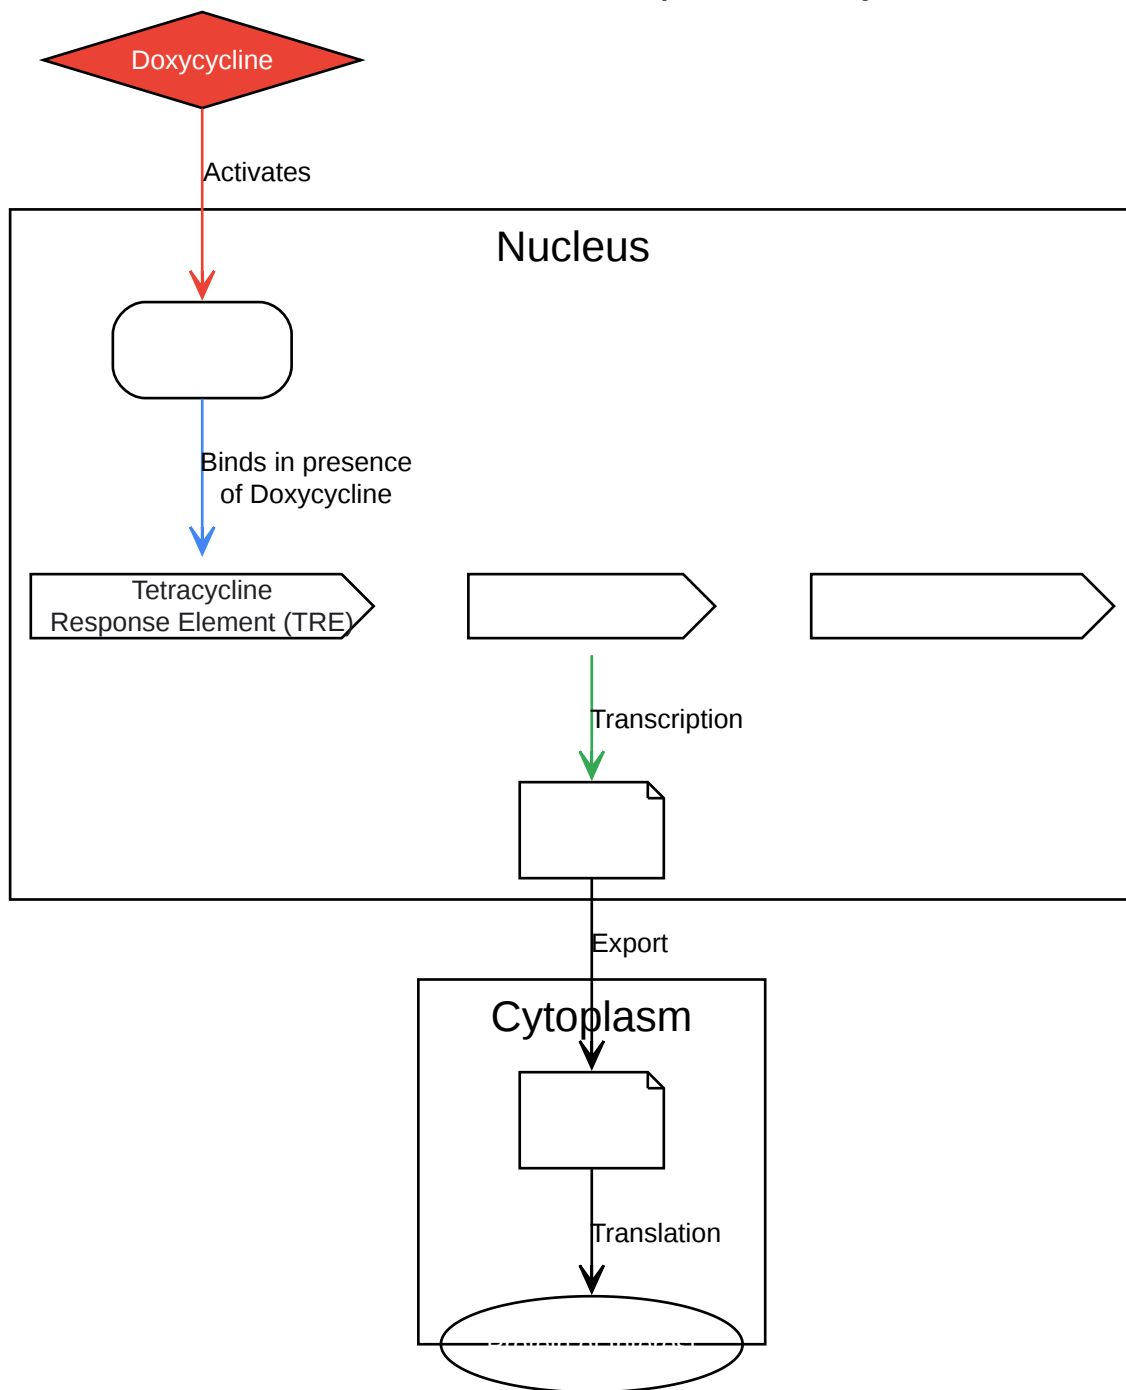 Doxycycline
Activates
Nucleus
Binds in presence
of Doxycycline
Tetracycline
Response Element (TRE)
Transcription
Export
Cytoplasm
Translation